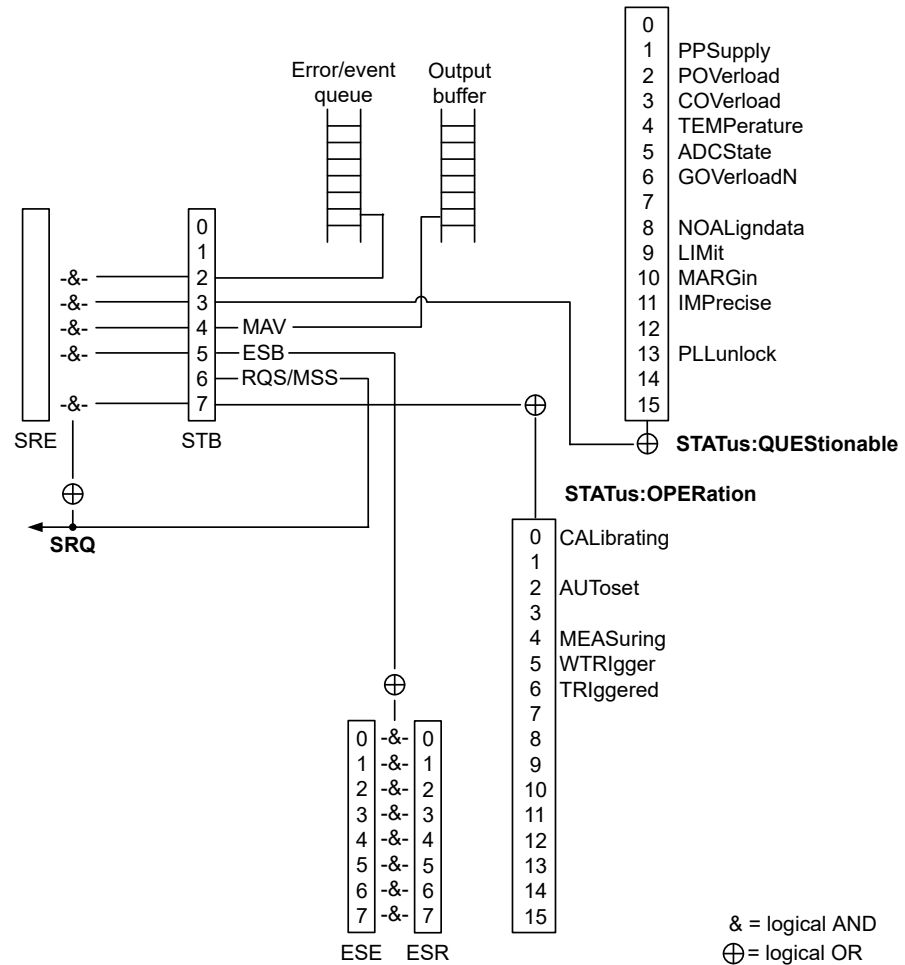 Error/event
queue
Output
buffer
0
1 PPSupply
2 POVerload
3 COVerload
4 TEMPerature
5 ADCState
6 GOVerloadN
7
8 NOALigndata
9 LIMit
10 MARGin
11 IMPrecise
12
13 PLLunlock
14
15
STATus:QUEStionable
0
1
-&- 2
-&- 3
-&- 4 MAV
-&- 5 ESB
6 RQS/MSS
-&- 7
SRE STB
SRQ
STATus:OPERation
0 CALibrating
1
2 AUToset
3
4 MEASuring
5 WTRIgger
6 TRIggered
7
8
9
10
11
12
13
14
15
0 -&- 0
1 -&- 1
2 -&- 2
3 -&- 3
4 -&- 4
5 -&- 5
6 -&- 6
7 -&- 7
ESE ESR
& = logical AND
⊕ = logical OR